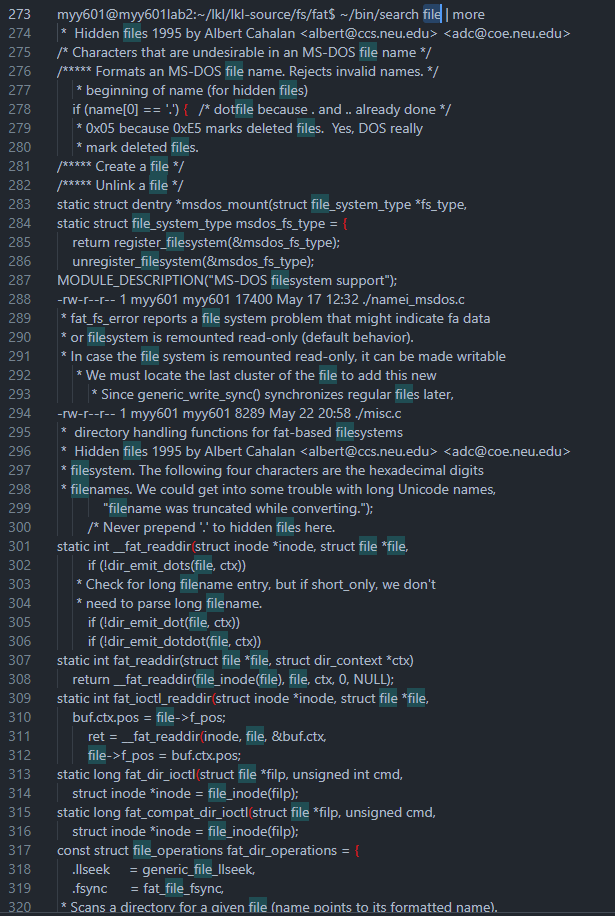 273 myy601@myy601lab2:~/lkl/lkl-source/fs/fat$ ~/bin/search file | more
274 * Hidden files 1995 by Albert Cahalan <albert@ccs.neu.edu> <adc@coe.neu.edu>
275 /* Characters that are undesirable in an MS-DOS file name */
276 /***** Formats an MS-DOS file name. Rejects invalid names. */
277 * beginning of name (for hidden files)
278 if (name[0] == '.') { /* dotfile because . and .. already done */
279 * 0x05 because 0xE5 marks deleted files. Yes, DOS really
280 * mark deleted files.
281 /***** Create a file */
282 /***** Unlink a file */
283 static struct dentry *msdos_mount(struct file_system_type *fs_type,
284 static struct file_system_type msdos_fs_type = {
285 return register_filesystem(&msdos_fs_type);
286 unregister_filesystem(&msdos_fs_type);
287 MODULE_DESCRIPTION("MS-DOS filesystem support");
288 -rw-r--r-- 1 myy601 myy601 17400 May 17 12:32 ./namei_msdos.c
289 * fat_fs_error reports a file system problem that might indicate fa data
290 * or filesystem is remounted read-only (default behavior).
291 * In case the file system is remounted read-only, it can be made writable
292 * We must locate the last cluster of the file to add this new
293 * Since generic_write_sync() synchronizes regular files later,
294 -rw-r--r-- 1 myy601 myy601 8289 May 22 20:58 ./misc.c
295 * directory handling functions for fat-based filesystems
296 * Hidden files 1995 by Albert Cahalan <albert@ccs.neu.edu> <adc@coe.neu.edu>
297 * filesystem. The following four characters are the hexadecimal digits
298 * filenames. We could get into some trouble with long Unicode names,
299 "filename was truncated while converting.");
300 /* Never prepend '.' to hidden files here.
301 static int __fat_readdir(struct inode *inode, struct file *file,
302 if (!dir_emit_dots(file, ctx))
303 * Check for long filename entry, but if short_only, we don't
304 * need to parse long filename.
305 if (!dir_emit_dot(file, ctx))
306 if (!dir_emit_dotdot(file, ctx))
307 static int fat_readdir(struct file *file, struct dir_context *ctx)
308 return __fat_readdir(file_inode(file), file, ctx, 0, NULL);
309 static int fat_ioctl_readdir(struct inode *inode, struct file *file,
310 buf.ctx.pos = file->f_pos;
311 ret = __fat_readdir(inode, file, &buf.ctx,
312 file->f_pos = buf.ctx.pos;
313 static long fat_dir_ioctl(struct file *filp, unsigned int cmd,
314 struct inode *inode = file_inode(filp);
315 static long fat_compat_dir_ioctl(struct file *filp, unsigned cmd,
316 struct inode *inode = file_inode(filp);
317 const struct file_operations fat_dir_operations = {
318 .llseek = generic_file_llseek,
319 .fsync = fat_file_fsync,
320 * Scans a directory for a given file (name points to its formatted name).